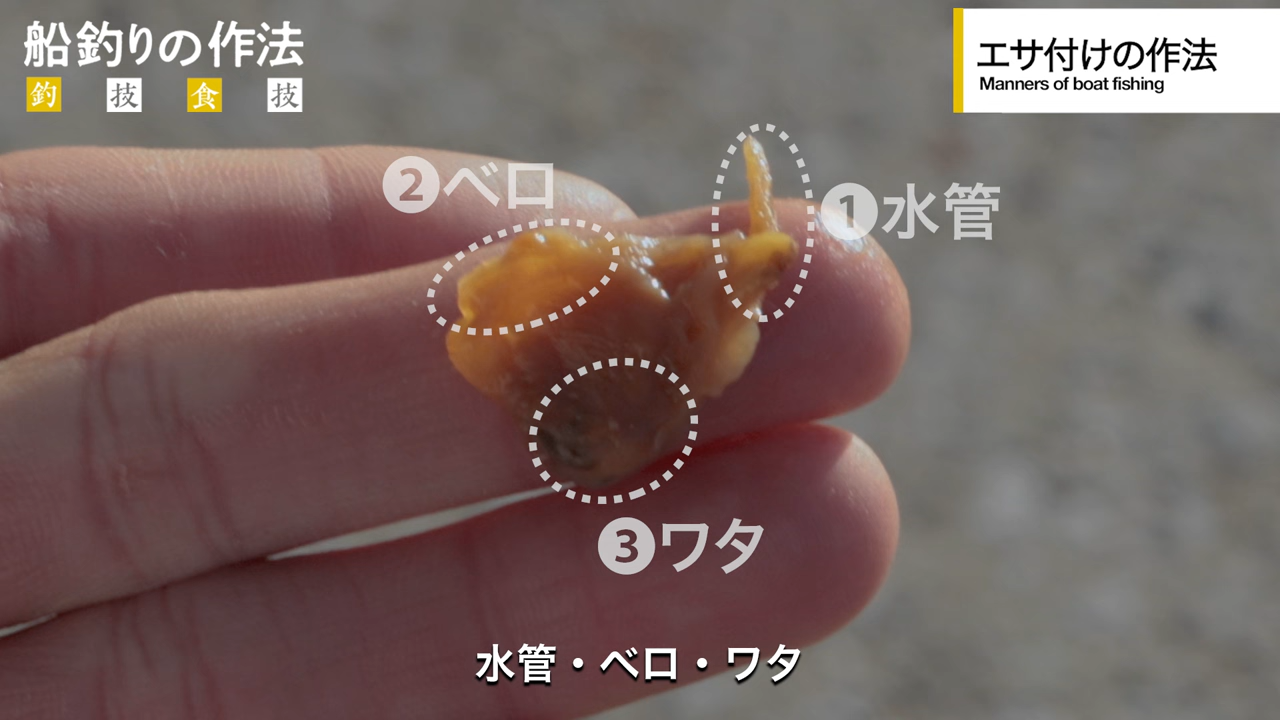 船釣りの作法
釣技食技
エサ付けの作法
Manners of boat fishing
❷ベロ
❶水管
❸ワタ
水管・ベロ・ワタ